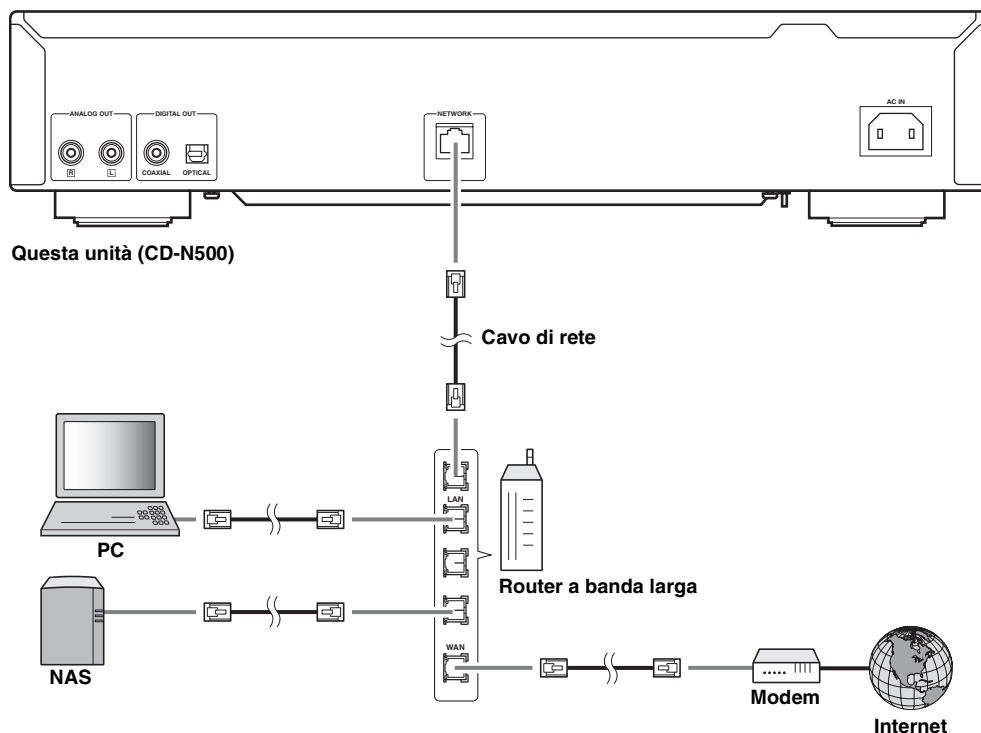 ANALOG OUT
DIGITAL OUT
NETWORK
AC IN
R
L
COAXIAL
OPTICAL
Questa unità (CD-N500)
Cavo di rete
LAN
PC
Router a banda larga
NAS
WAN
Modem
Internet